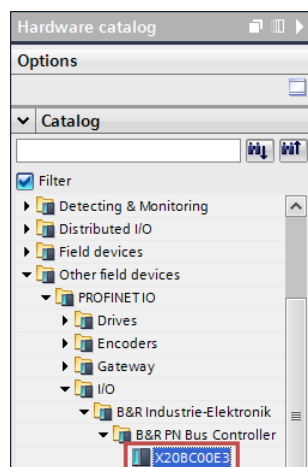 Hardware catalog
Options
Catalog
Filter
Detecting & Monitoring
Distributed I/O
Field devices
Other field devices
PROFINET IO
Drives
Encoders
Gateway
I/O
B&R Industrie-Elektronik
B&R PN Bus Controller
X20BC00E3